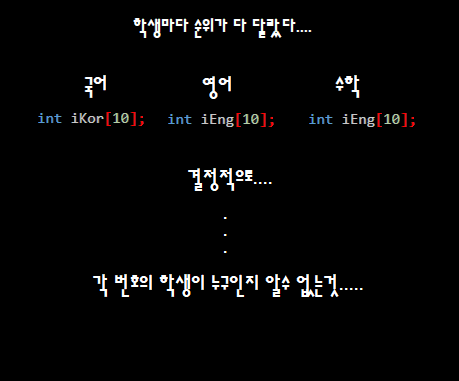 학생마다 순위가 다 달랐다....
국어 영어 수학
int iKor[10]; int iEng[10]; int iEng[10];
결정적으로....
.
.
.
각 번호의 학생이 누구인지 알수 없는것.....